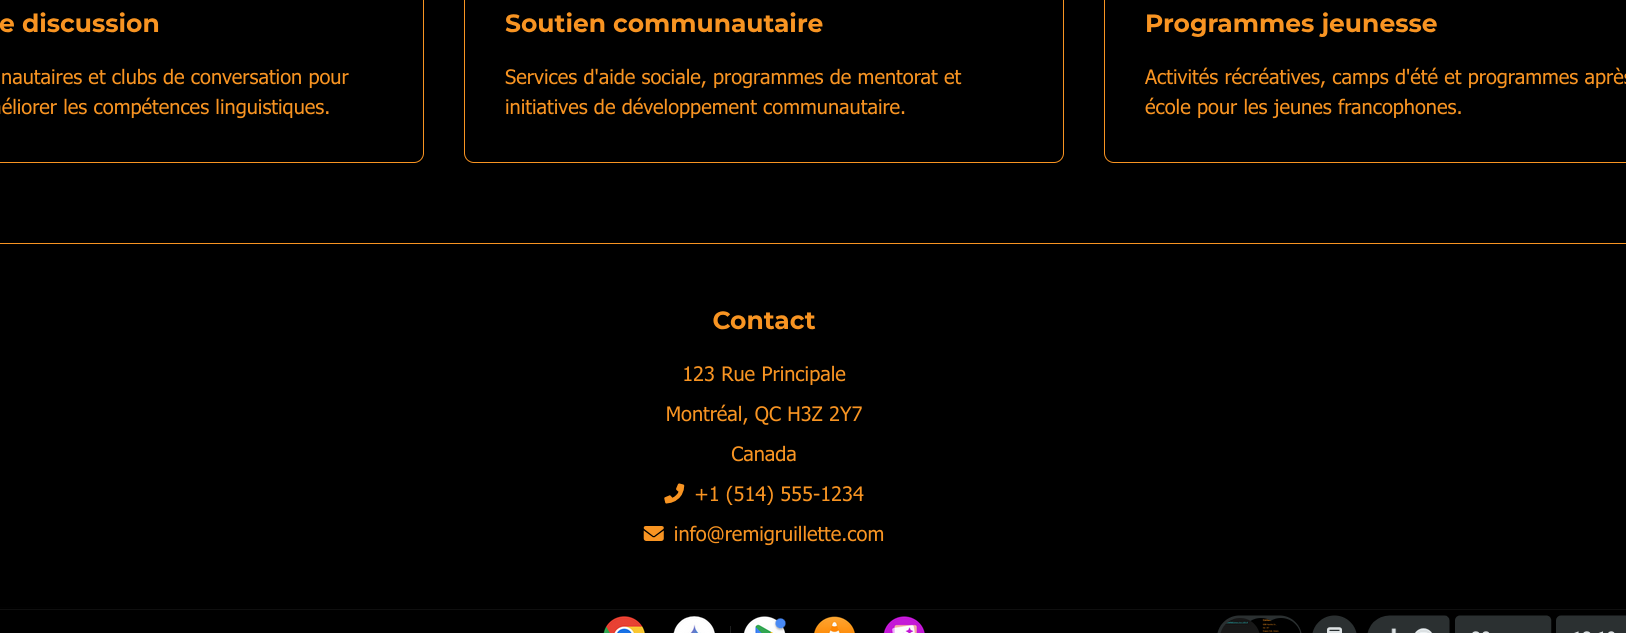 e discussion
nautaires et clubs de conversation pour
éliorer les compétences linguistiques.
Soutien communautaire
Services d'aide sociale, programmes de mentorat et
initiatives de développement communautaire.
Programmes jeunesse
Activités récréatives, camps d'été et programmes après
école pour les jeunes francophones.
Contact
123 Rue Principale
Montréal, QC H3Z 2Y7
Canada
+1 (514) 555-1234
info@remigruillette.com